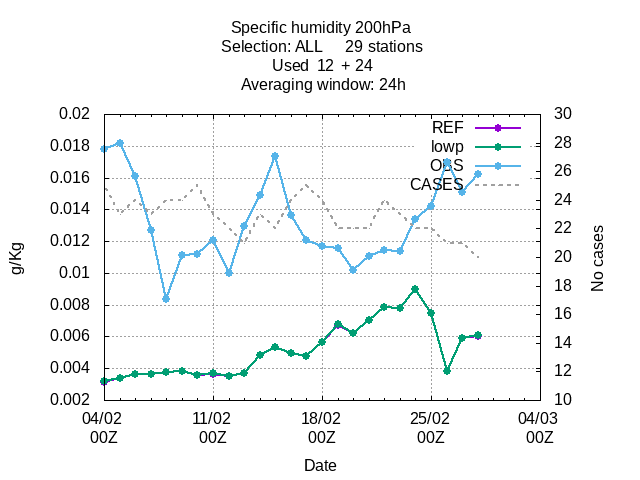 Specific humidity 200hPa
Selection: ALL 29 stations
Used 12 + 24
Averaging window: 24h
0.02
0.018
0.016
0.014
0.012
0.01
0.008
0.006
0.004
0.002
g/Kg
REF
lowp
OBS
CASES
30
28
26
24
22
20
18
16
14
12
10
No cases
04/02 11/02 18/02 25/02 04/03
00Z 00Z 00Z 00Z 00Z
Date